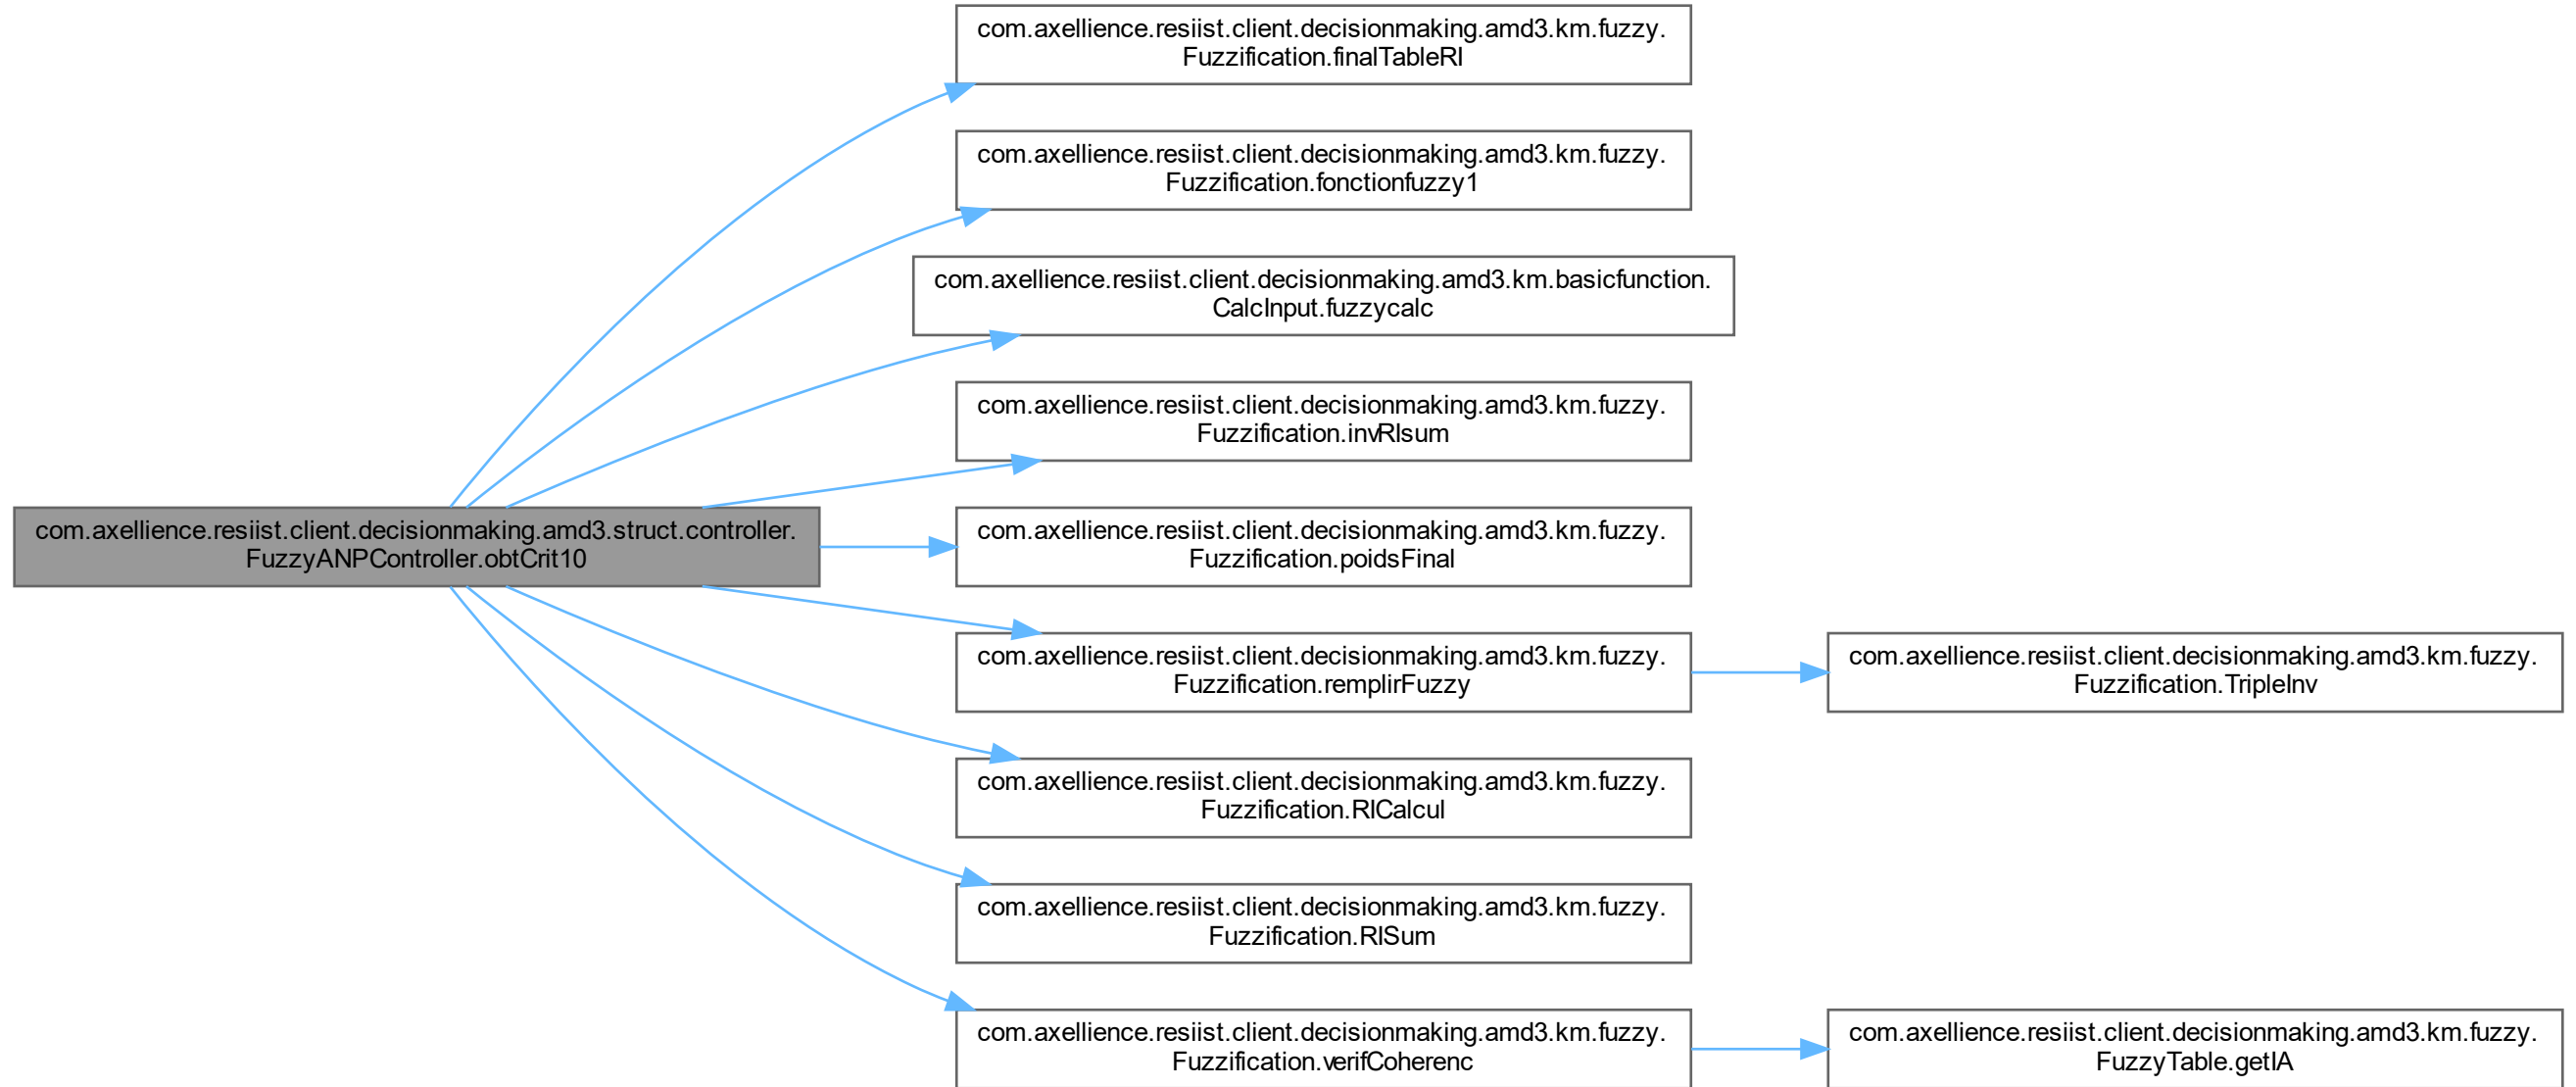 com.axellience.resiist.client.decisionmaking.amd3.km.fuzzy.
Fuzzification.finalTableRI
com.axellience.resiist.client.decisionmaking.amd3.km.fuzzy.
Fuzzification.fonctionfuzzy1
com.axellience.resiist.client.decisionmaking.amd3.km.basicfunction.
CalcInput.fuzzycalc
com.axellience.resiist.client.decisionmaking.amd3.km.fuzzy.
Fuzzification.invRIsum
com.axellience.resiist.client.decisionmaking.amd3.struct.controller.
FuzzyANPController.obtCrit10
com.axellience.resiist.client.decisionmaking.amd3.km.fuzzy.
Fuzzification.poidsFinal
com.axellience.resiist.client.decisionmaking.amd3.km.fuzzy.
Fuzzification.remplirFuzzy
com.axellience.resiist.client.decisionmaking.amd3.km.fuzzy.
Fuzzification.TripleInv
com.axellience.resiist.client.decisionmaking.amd3.km.fuzzy.
Fuzzification.RICalcul
com.axellience.resiist.client.decisionmaking.amd3.km.fuzzy.
Fuzzification.RISum
com.axellience.resiist.client.decisionmaking.amd3.km.fuzzy.
Fuzzification.verifCoherenc
com.axellience.resiist.client.decisionmaking.amd3.km.fuzzy.
FuzzyTable.getIA